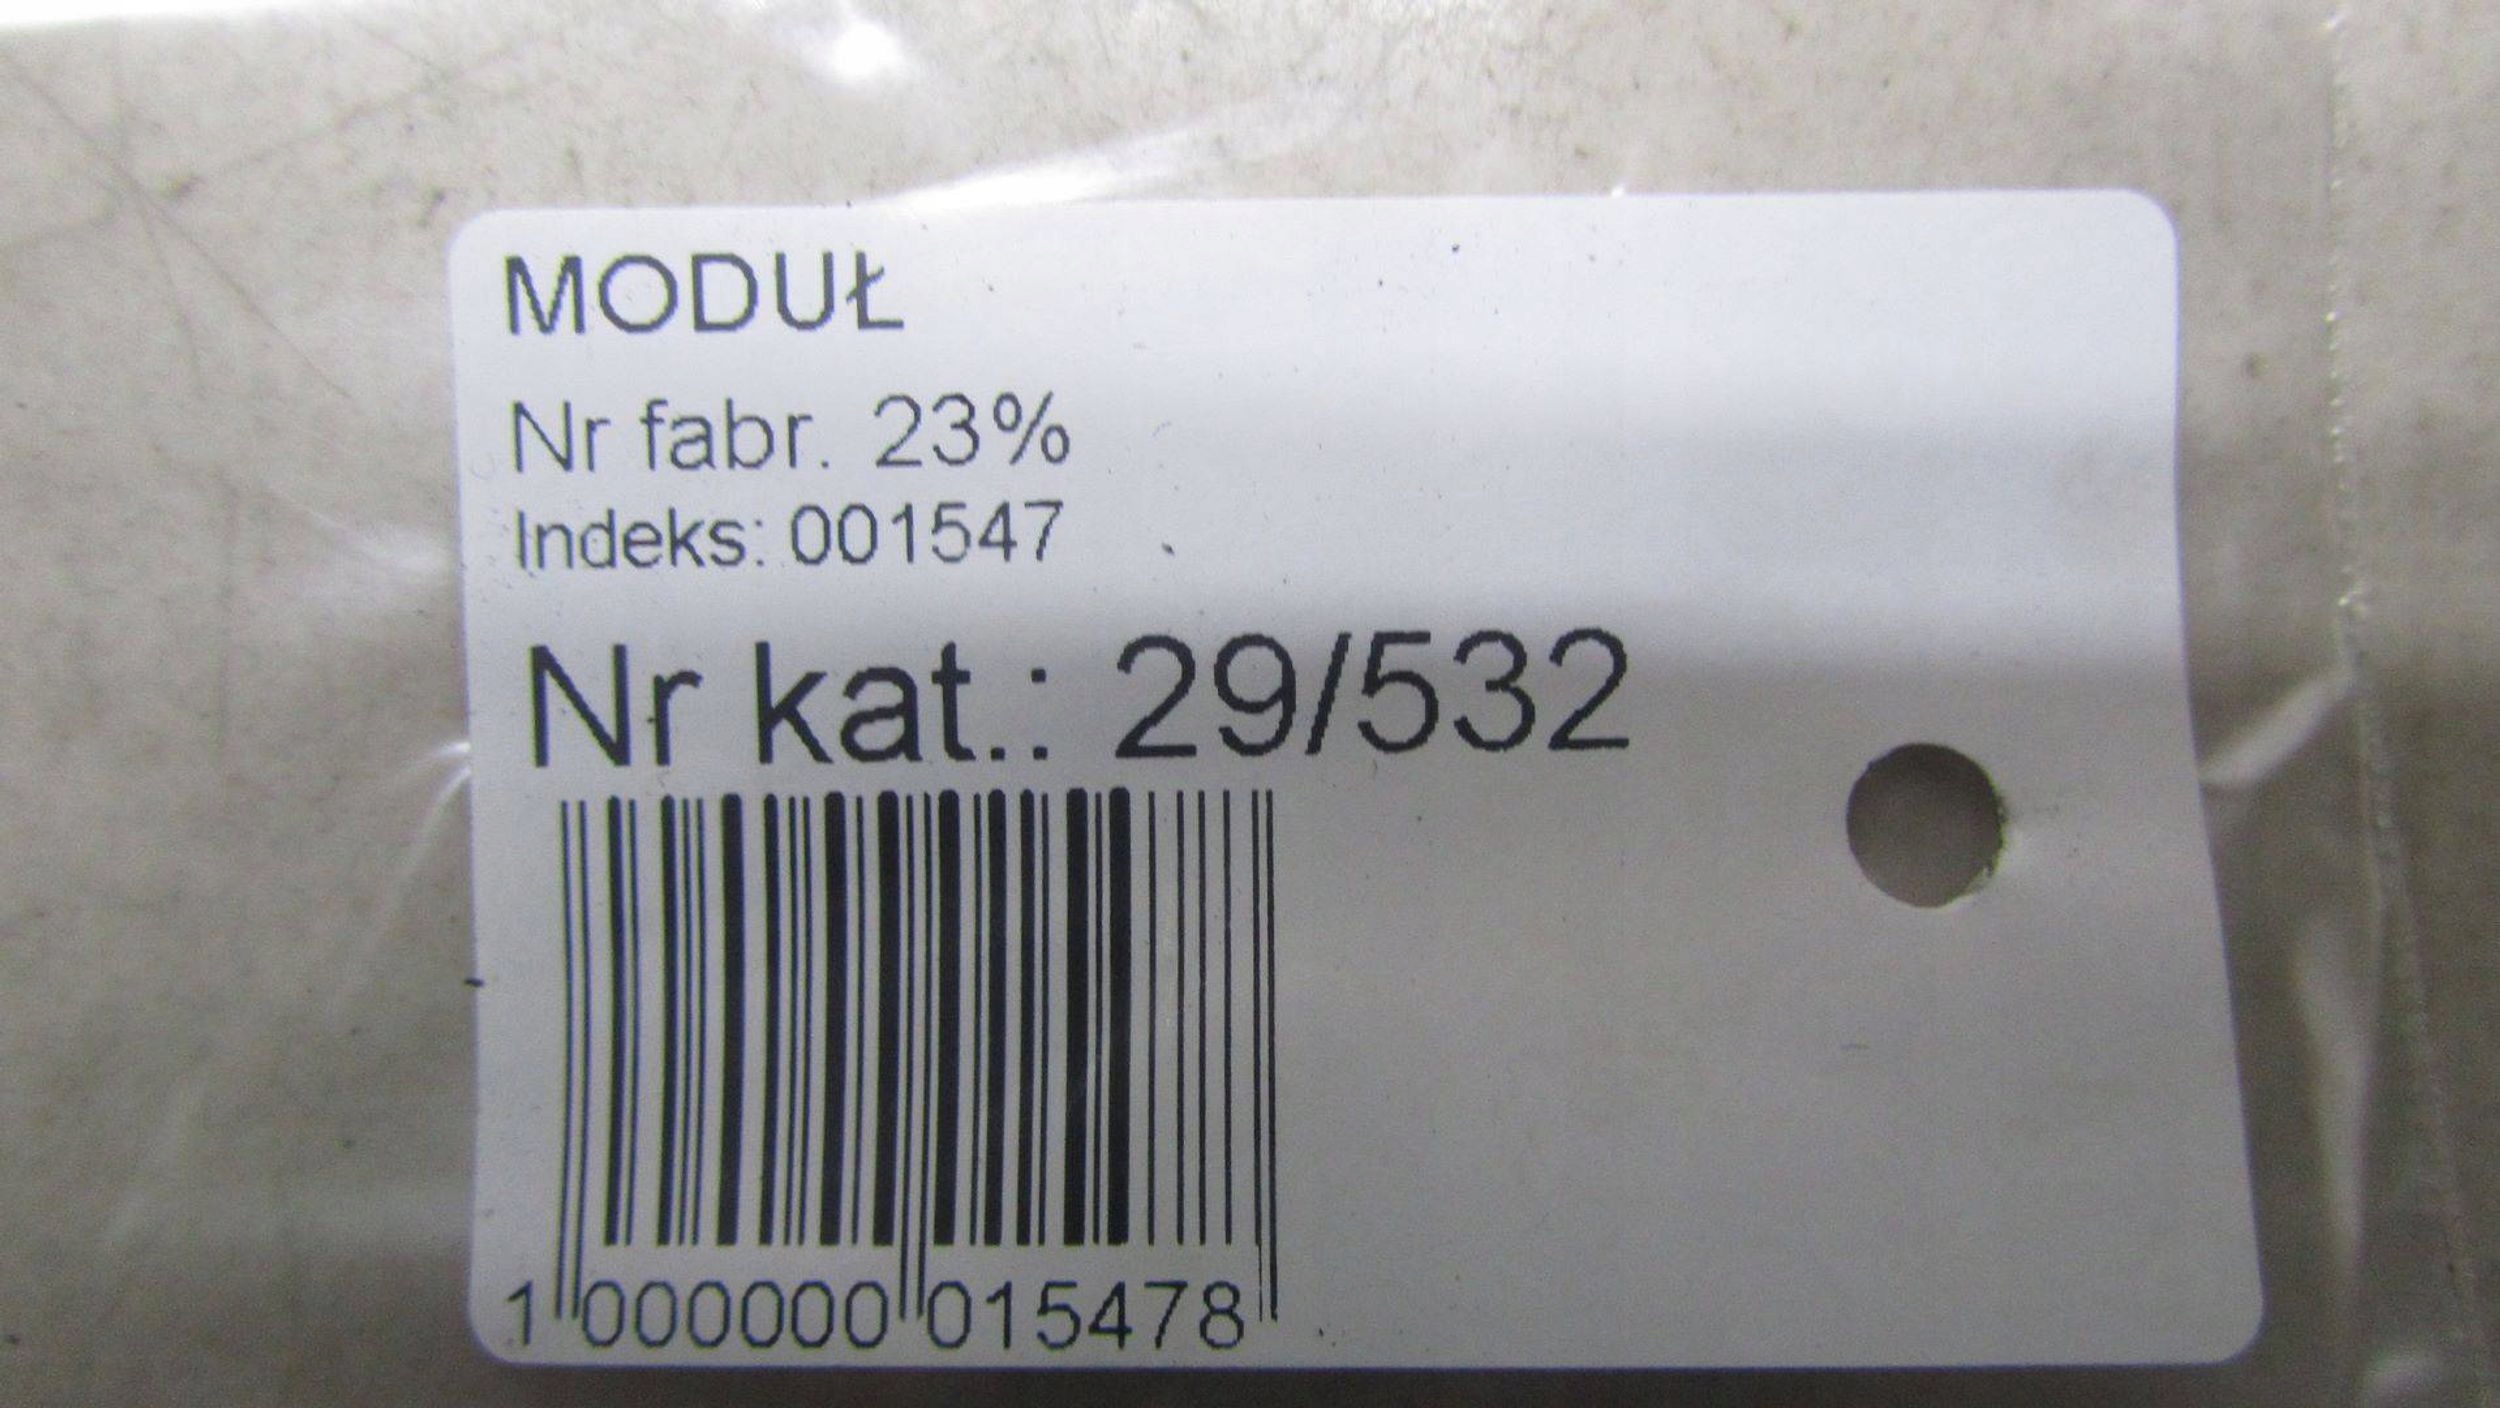 MODUŁ
Nr fabr. 23%
Indeks: 001547
Nr kat.: 29/532
1 000000 015478